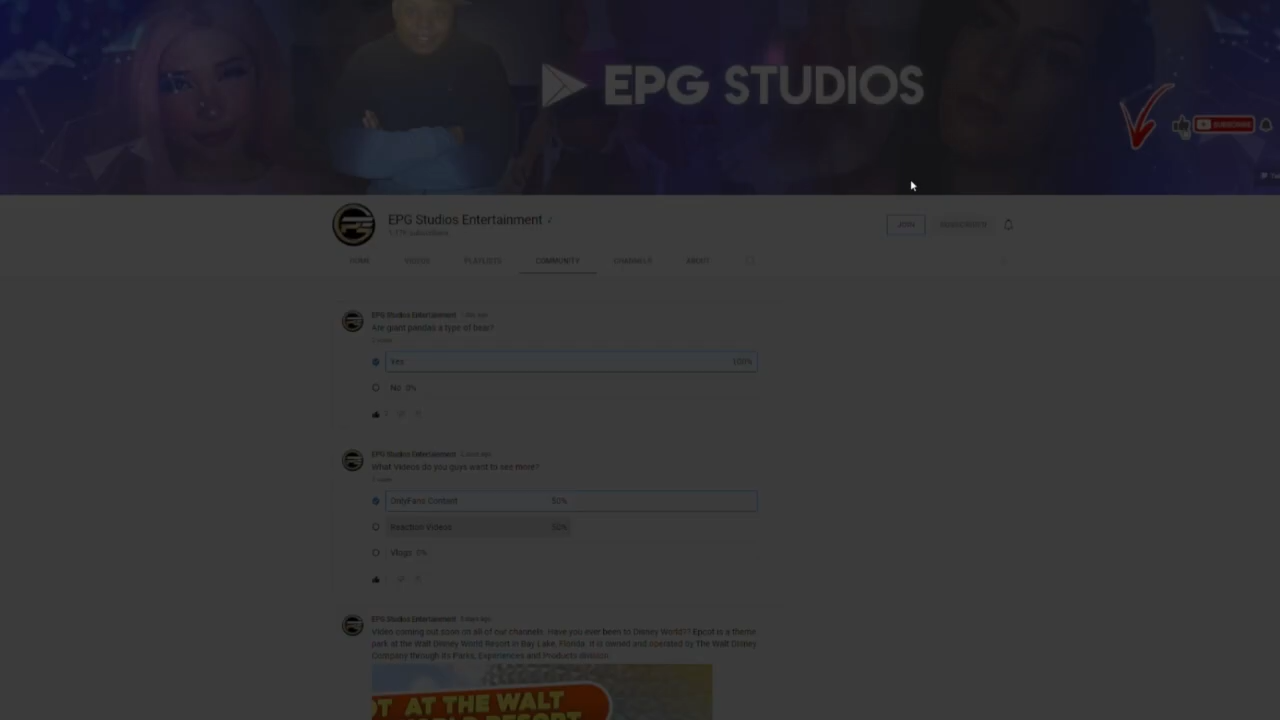 EPG STUDIOS
SUBSCRIBE
EPG Studios Entertainment
JOIN
HOME
VIDEOS
PLAYLISTS
COMMUNITY
CHANNELS
ABOUT
EPG Studios Entertainment 1 day ago
Are giant pandas a type of bear?
Yes 100%
No 0%
EPG Studios Entertainment
What Videos do you guys want to see more?
OnlyFans Content 50%
Reaction Videos 50%
Vlogs 0%
EPG Studios Entertainment
Video coming out soon on all of our channels. Have you ever been to Disney World?? Epcot is a theme
park at the Walt Disney World Resort in Bay Lake, Florida. It is owned and operated by The Walt Disney
Company through its Parks, Experiences and Products division.
AT THE WALT
RESORT